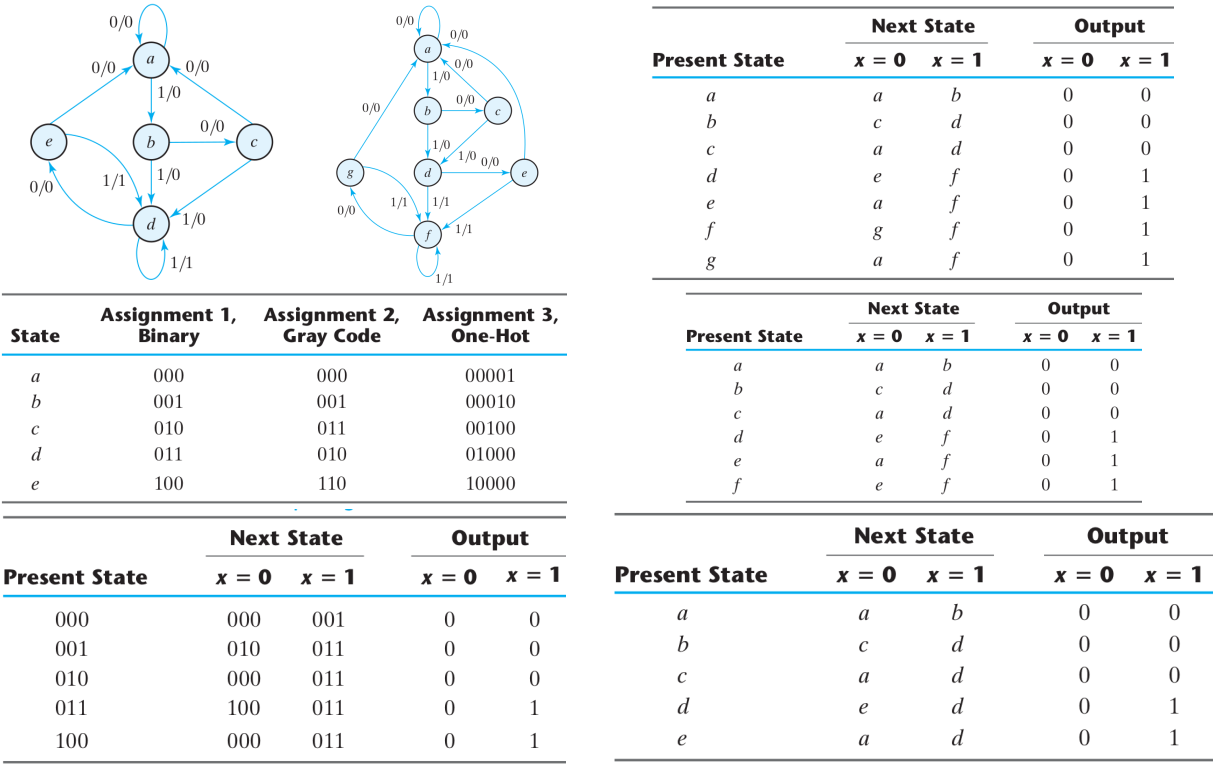 0/0
a
0/0
0/0
1/0
e
b
0/0
c
0/0
1/1
1/0
d
1/0
1/1
0/0
a
0/0
0/0
1/0
0/0
b
0/0
c
1/0
1/0
0/0
g
d
e
0/0
1/1
1/1
f
1/1
1/1
Next State Output
Present State x = 0 x = 1 x = 0 x = 1
a a b 0 0
b c d 0 0
c a d 0 0
d e f 0 1
e a f 0 1
f g f 0 1
g a f 0 1
Assignment 1, Assignment 2, Assignment 3,
State Binary Gray Code One-Hot
a 000 000 00001
b 001 001 00010
c 010 011 00100
d 011 010 01000
e 100 110 10000
Next State Output
Present State x = 0 x = 1 x = 0 x = 1
a a b 0 0
b c d 0 0
c a d 0 0
d e f 0 1
e a f 0 1
f e f 0 1
Next State Output
Present State x = 0 x = 1 x = 0 x = 1
000 000 001 0 0
001 010 011 0 0
010 000 011 0 0
011 100 011 0 1
100 000 011 0 1
Next State Output
Present State x = 0 x = 1 x = 0 x = 1
a a b 0 0
b c d 0 0
c a d 0 0
d e d 0 1
e a d 0 1